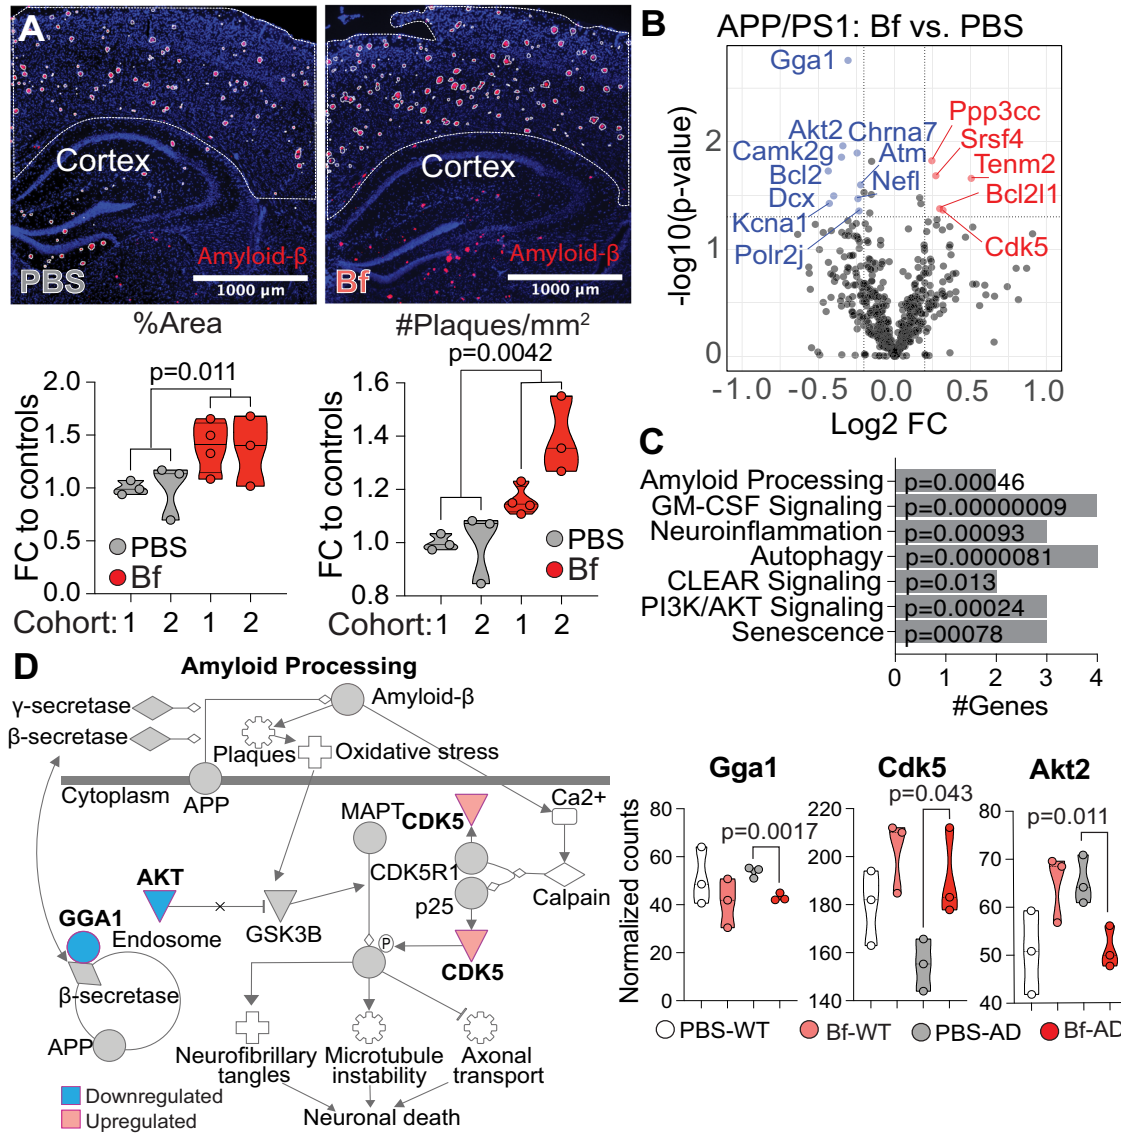 A
Cortex
Amyloid-β
PBS
1000 µm
Cortex
Amyloid-β
Bf
1000 µm
%Area
p=0.011
FC to controls
2.0
1.5
1.0
0.5
0.0
PBS
Bf
Cohort: 1 2 1 2
#Plaques/mm²
p=0.0042
FC to controls
1.6
1.4
1.2
1.0
0.8
PBS
Bf
Cohort: 1 2 1 2
B
APP/PS1: Bf vs. PBS
Gga1
Akt2
Chrna7
Camk2g
Atm
Bcl2
Nefl
Dcx
Kcna1
Polr2j
Ppp3cc
Srsf4
Tenm2
Bcl2l1
Cdk5
-log10(p-value)
2
1
0
-1.0 -0.5 0.0 0.5 1.0
Log2 FC
C
Amyloid Processing p=0.00046
GM-CSF Signaling p=0.00000009
Neuroinflammation p=0.00093
Autophagy p=0.0000081
CLEAR Signaling p=0.013
PI3K/AKT Signaling p=0.00024
Senescence p=00078
0 1 2 3 4
#Genes
D
Amyloid Processing
γ-secretase
β-secretase
Amyloid-β
Plaques
Oxidative stress
Cytoplasm
APP
MAPT
CDK5
Ca2+
CDK5R1
Calpain
p25
AKT
GGA1
Endosome
GSK3B
P
CDK5
β-secretase
APP
Neurofibrillary
tangles
Microtubule
instability
Axonal
transport
Neuronal death
Downregulated
Upregulated
Gga1
p=0.0017
Normalized counts
80
60
40
20
0
Cdk5
p=0.043
220
200
180
160
140
Akt2
p=0.011
80
70
60
50
40
PBS-WT
Bf-WT
PBS-AD
Bf-AD